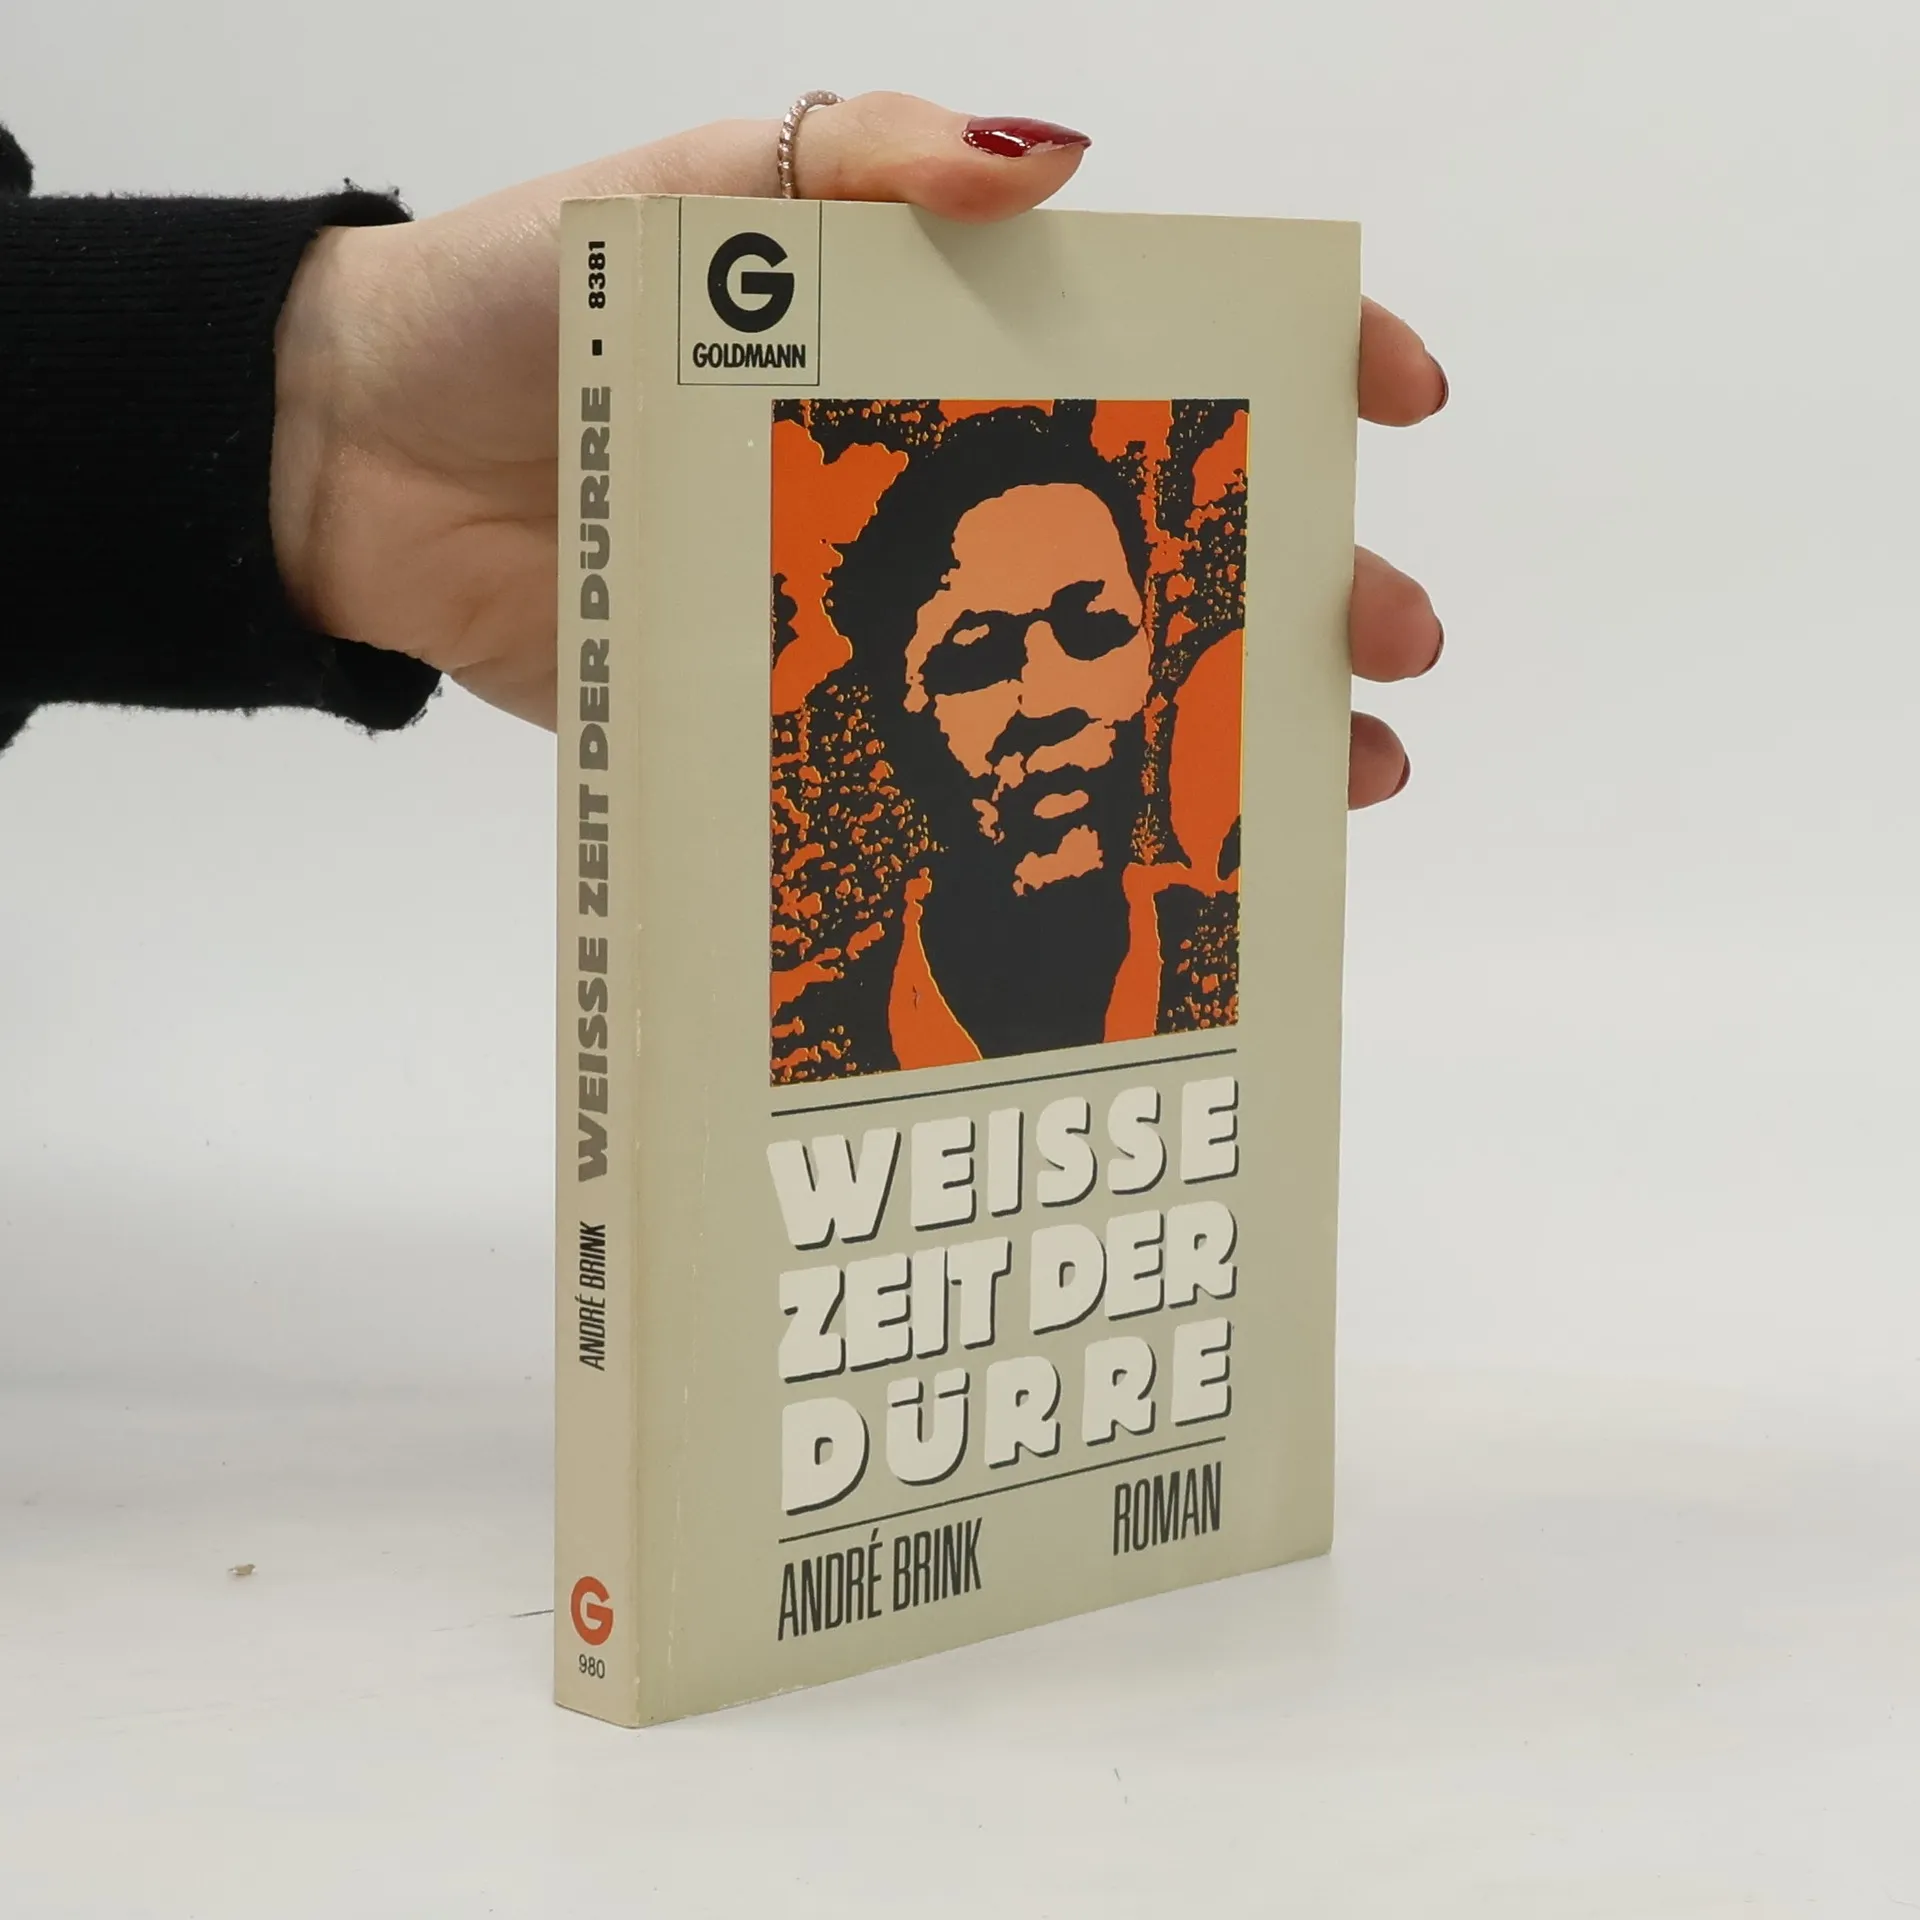 G
GOLDMANN
WEISSE
ZEIT DER
DÜRRE
ANDRÉ BRINK ROMAN
ANDRÉ BRINK WEISSE ZEIT DER DÜRRE ▪ 8381
G
980